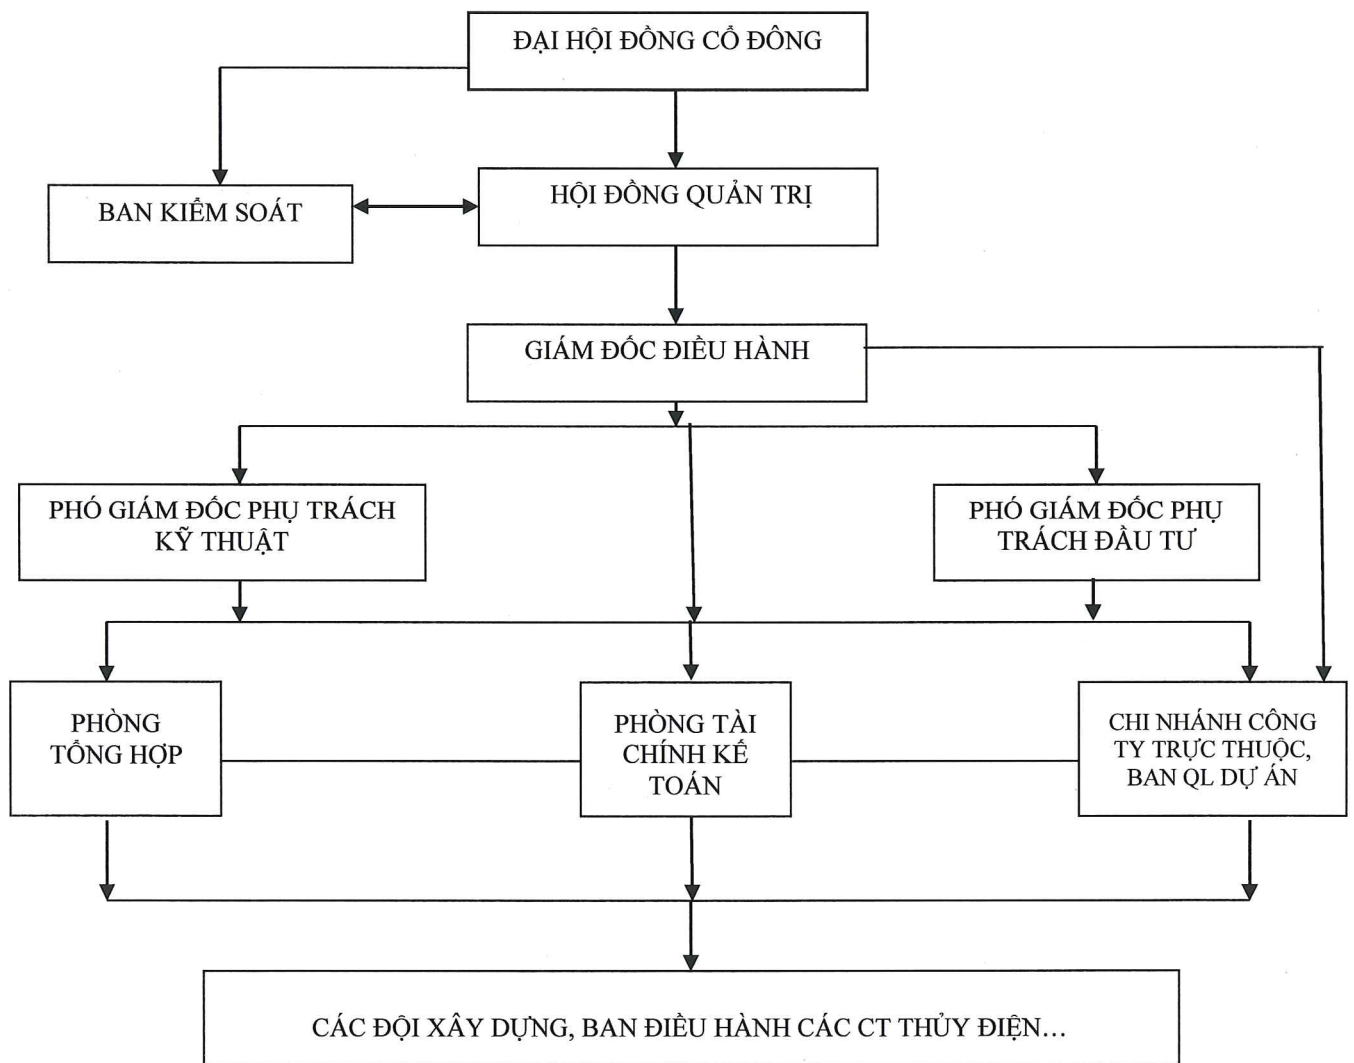 ĐẠI HỘI ĐỒNG CỔ ĐÔNG
HỘI ĐỒNG QUẢN TRỊ
BAN KIỂM SOÁT
GIÁM ĐỐC ĐIỀU HÀNH
PHÓ GIÁM ĐỐC PHỤ TRÁCH
KỸ THUẬT
PHÓ GIÁM ĐỐC PHỤ
TRÁCH ĐẦU TƯ
PHÒNG
TỔNG HỢP
PHÒNG TÀI
CHÍNH KẾ
TOÁN
CHI NHÁNH CÔNG
TY TRỰC THUỘC,
BAN QL DỰ ÁN
CÁC ĐỘI XÂY DỰNG, BAN ĐIỀU HÀNH CÁC CT THỦY ĐIỆN…